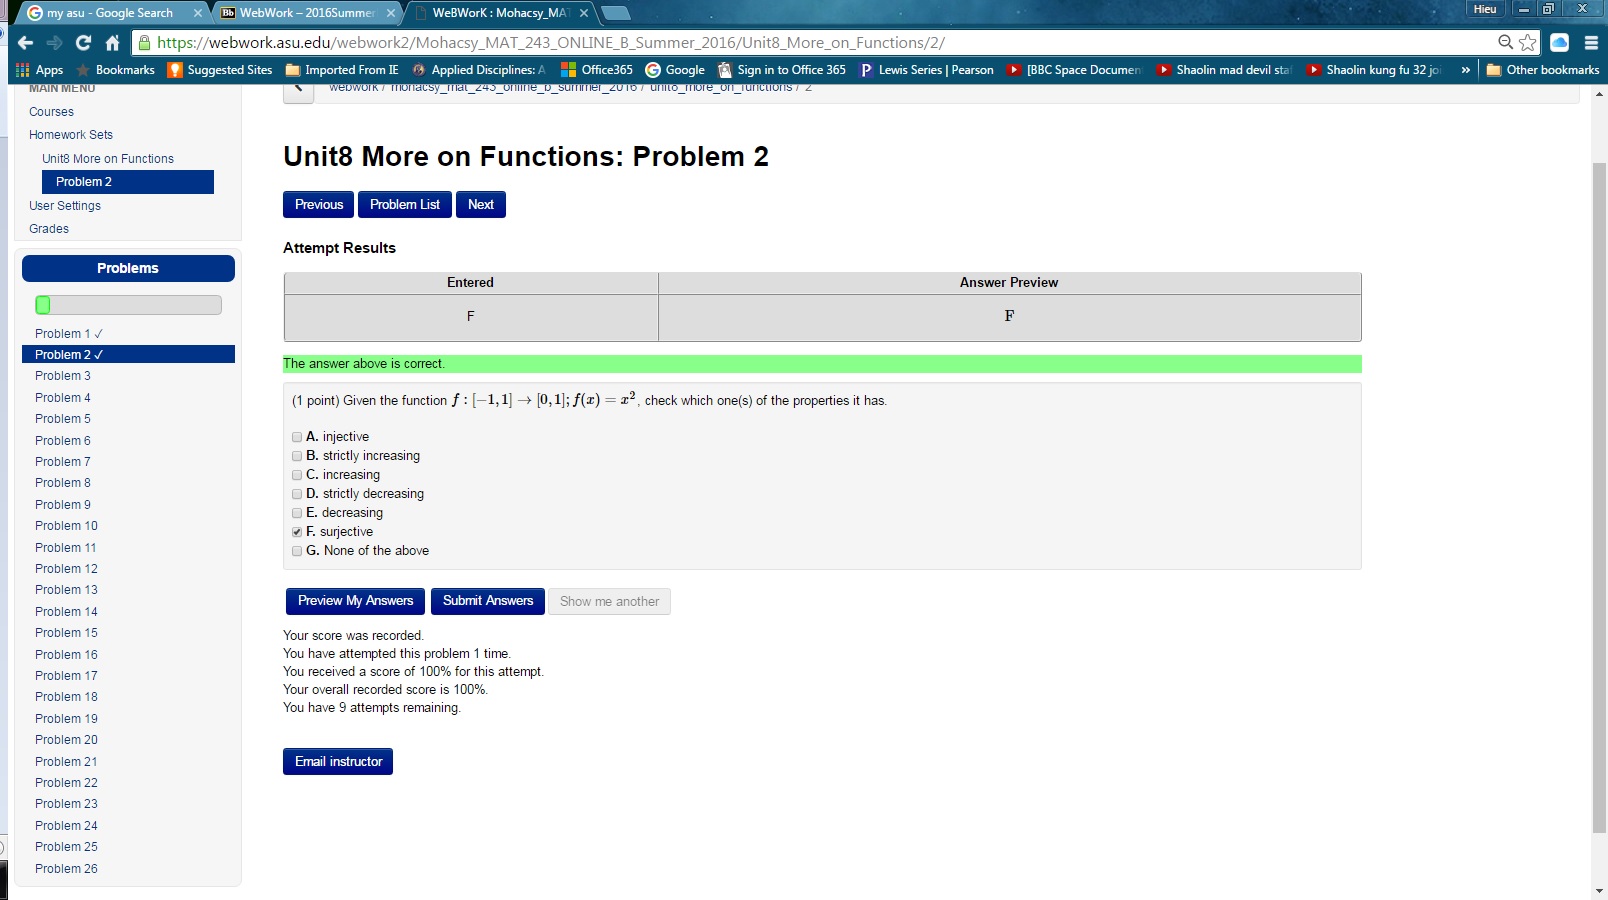 my asu - Google Search
WebWork – 2016Summer
WeBWorK : Mohacsy_MA
Hieu
https://webwork.asu.edu/webwork2/Mohacsy_MAT_243_ONLINE_B_Summer_2016/Unit8_More_on_Functions/2/
Apps Bookmarks Suggested Sites Imported From IE Applied Disciplines: A Office365 Google Sign in to Office 365 Lewis Series | Pearson [BBC Space Documen Shaolin mad devil sta Shaolin kung fu 32 joi » Other bookmarks
MAIN MENU
Courses
Homework Sets
Unit8 More on Functions
Problem 2
User Settings
Grades
Problems
Problem 1 ✓
Problem 2 ✓
Problem 3
Problem 4
Problem 5
Problem 6
Problem 7
Problem 8
Problem 9
Problem 10
Problem 11
Problem 12
Problem 13
Problem 14
Problem 15
Problem 16
Problem 17
Problem 18
Problem 19
Problem 20
Problem 21
Problem 22
Problem 23
Problem 24
Problem 25
Problem 26
webwork / mohacsy_mat_243_online_b_summer_2016 / unit8_more_on_functions / 2
Unit8 More on Functions: Problem 2
Previous Problem List Next
Attempt Results
Entered Answer Preview
F F
The answer above is correct.
(1 point) Given the function f : [−1, 1] → [0, 1]; f(x) = x², check which one(s) of the properties it has.
A. injective
B. strictly increasing
C. increasing
D. strictly decreasing
E. decreasing
F. surjective
G. None of the above
Preview My Answers Submit Answers Show me another
Your score was recorded.
You have attempted this problem 1 time.
You received a score of 100% for this attempt.
Your overall recorded score is 100%.
You have 9 attempts remaining.
Email instructor